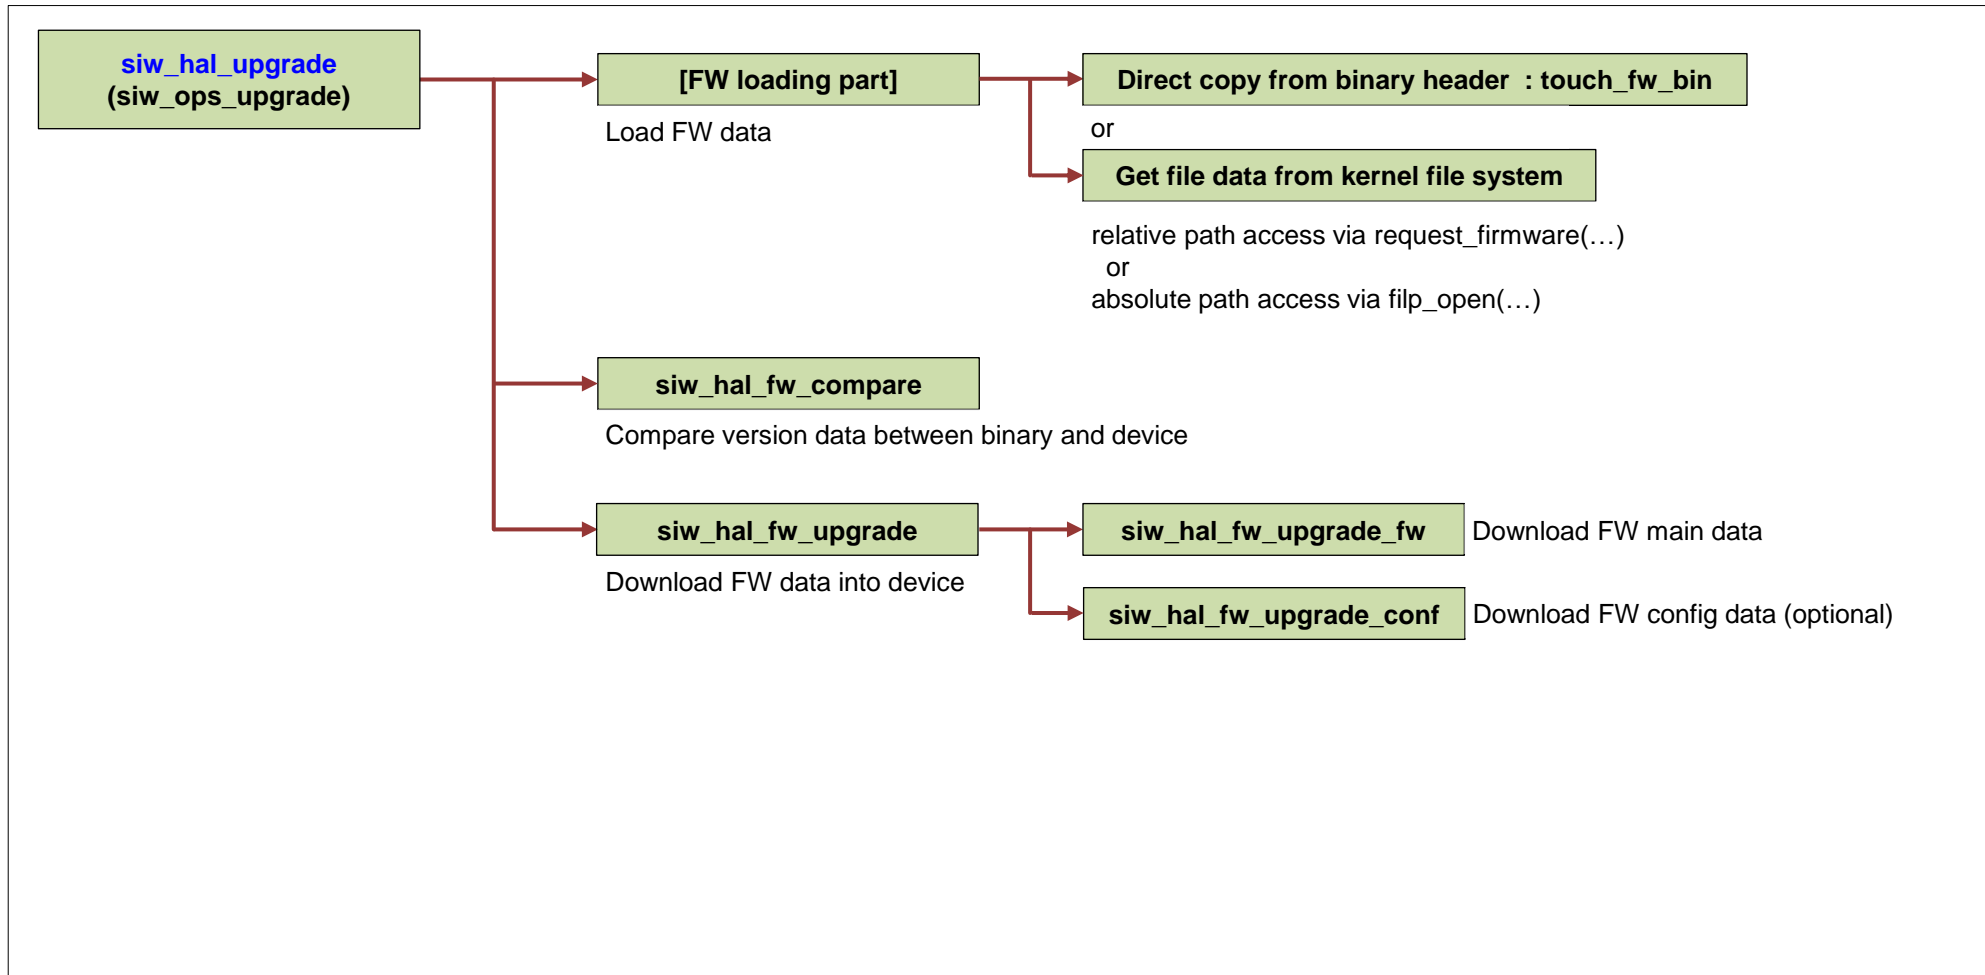 siw_hal_upgrade
(siw_ops_upgrade)
[FW loading part]
Load FW data
Direct copy from binary header : touch_fw_bin
or
Get file data from kernel file system
relative path access via request_firmware(…)
or
absolute path access via filp_open(…)
siw_hal_fw_compare
Compare version data between binary and device
siw_hal_fw_upgrade
Download FW data into device
siw_hal_fw_upgrade_fw
Download FW main data
siw_hal_fw_upgrade_conf
Download FW config data (optional)